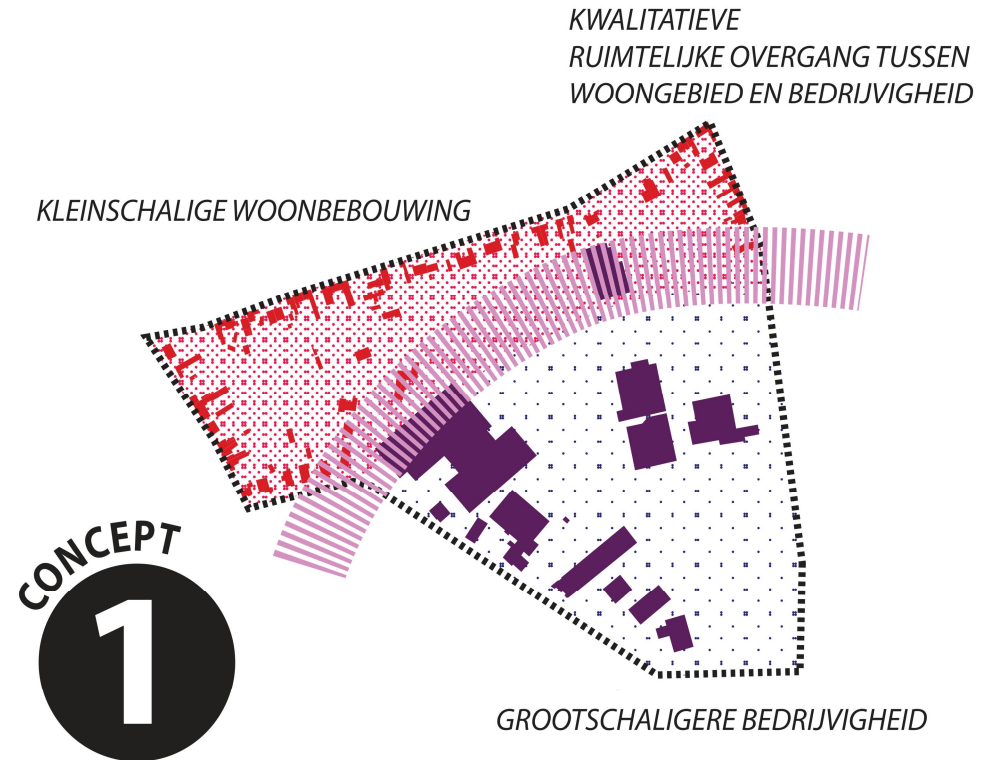 KWALITATIEVE
RUIMTELIJKE OVERGANG TUSSEN
WOONGEBIED EN BEDRIJVIGHEID
KLEINSCHALIGE WOONBEBOUWING
CONCEPT
1
GROOTSCHALIGERE BEDRIJVIGHEID